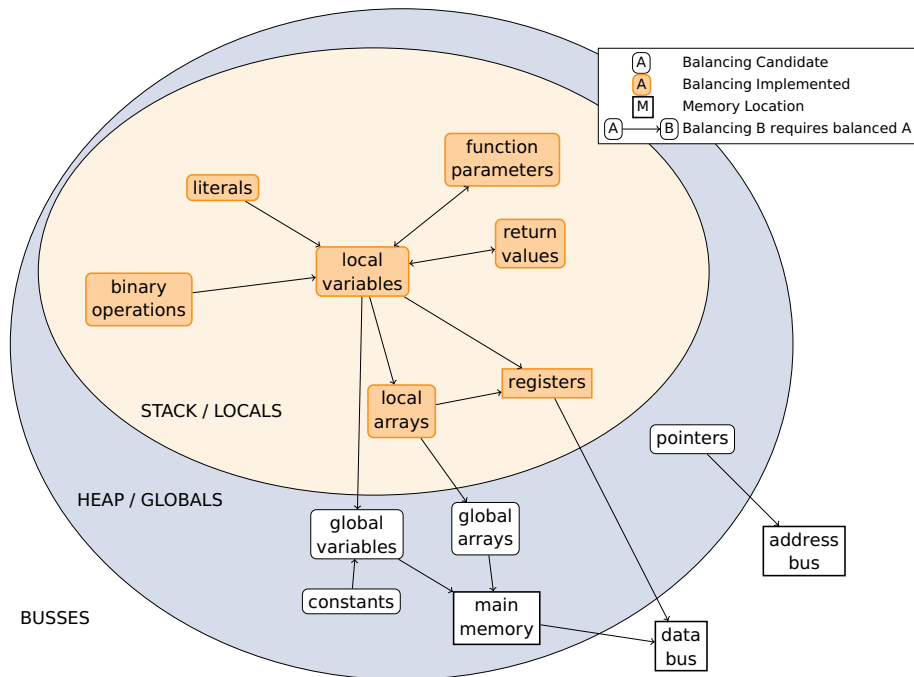 A Balancing Candidate
A Balancing Implemented
M Memory Location
A B Balancing B requires balanced A
function
parameters
literals
return
values
local
variables
binary
operations
registers
local
arrays
STACK / LOCALS
pointers
HEAP / GLOBALS
global
variables
global
arrays
address
bus
constants
main
memory
BUSSES
data
bus